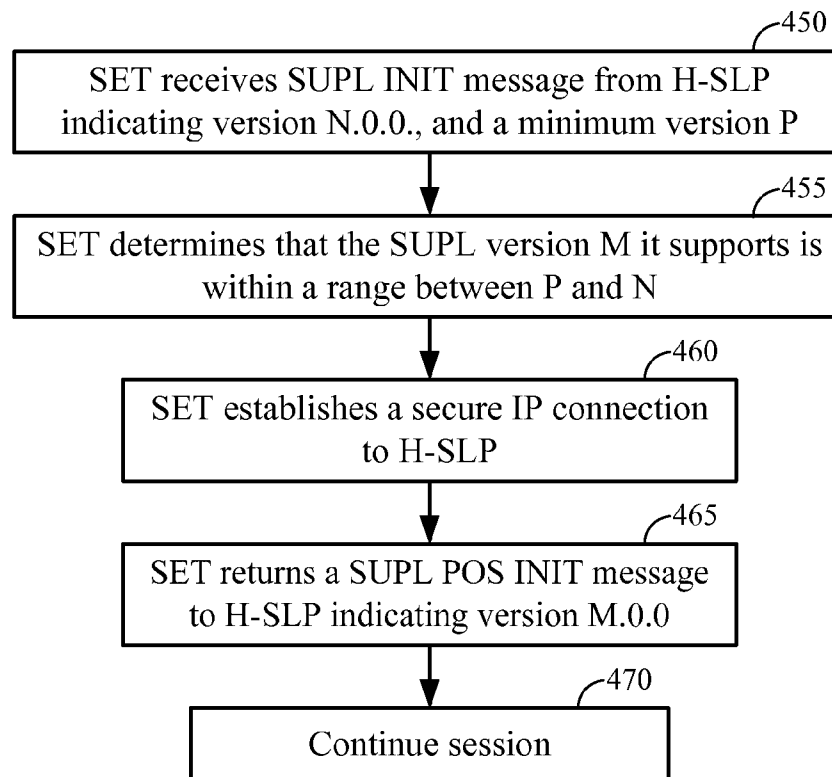 450
SET receives SUPL INIT message from H-SLP
indicating version N.0.0., and a minimum version P
455
SET determines that the SUPL version M it supports is
within a range between P and N
460
SET establishes a secure IP connection
to H-SLP
465
SET returns a SUPL POS INIT message
to H-SLP indicating version M.0.0
470
Continue session